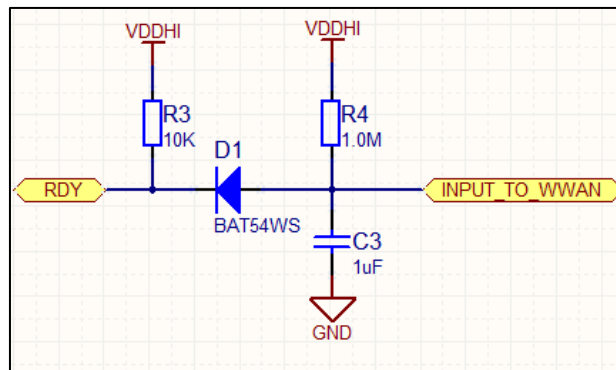 VDDHI
VDDHI
R3
10K
R4
1.0M
D1
RDY
INPUT_TO_WWAN
BAT54WS
C3
1uF
GND